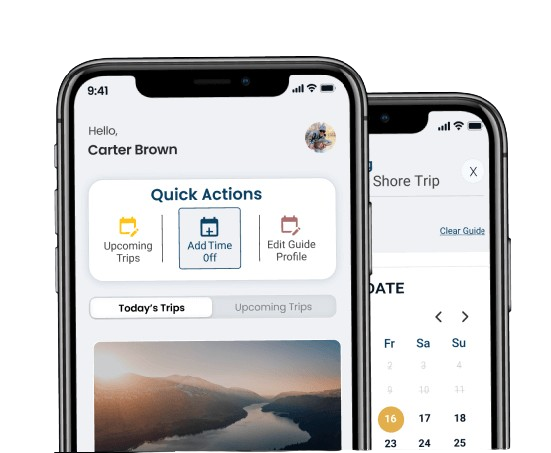 9:41
Hello,
Carter Brown
Quick Actions
Upcoming
Trips
Add Time
Off
Edit Guide
Profile
Today's Trips
Upcoming Trips
Shore Trip
X
Clear Guide
DATE
Fr Sa Su
2 3 4
9 10 11
16 17 18
23 24 25